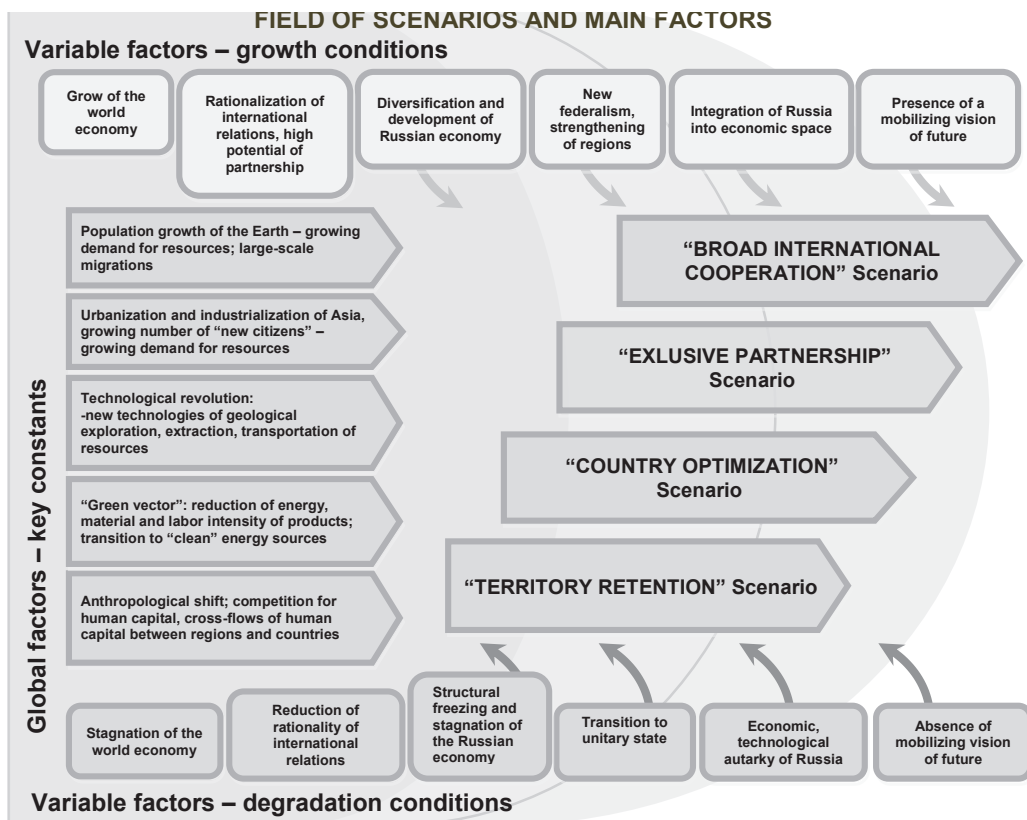 FIELD OF SCENARIOS AND MAIN FACTORS
Variable factors – growth conditions
Grow of the
world
economy
Rationalization of
international
relations, high
potential of
partnership
Diversification and
development of
Russian economy
New
federalism,
strengthening
of regions
Integration of Russia
into economic space
Presence of a
mobilizing vision
of future
Global factors – key constants
Population growth of the Earth – growing
demand for resources; large-scale
migrations
Urbanization and industrialization of Asia,
growing number of “new citizens” –
growing demand for resources
Technological revolution:
-new technologies of geological
exploration, extraction, transportation of
resources
“Green vector”: reduction of energy,
material and labor intensity of products;
transition to “clean” energy sources
Anthropological shift; competition for
human capital, cross-flows of human
capital between regions and countries
“BROAD INTERNATIONAL
COOPERATION” Scenario
“EXLUSIVE PARTNERSHIP”
Scenario
“COUNTRY OPTIMIZATION”
Scenario
“TERRITORY RETENTION” Scenario
Stagnation of the
world economy
Reduction of
rationality of
international
relations
Structural
freezing and
stagnation of
the Russian
economy
Transition to
unitary state
Economic,
technological
autarky of Russia
Absence of
mobilizing vision
of future
Variable factors – degradation conditions